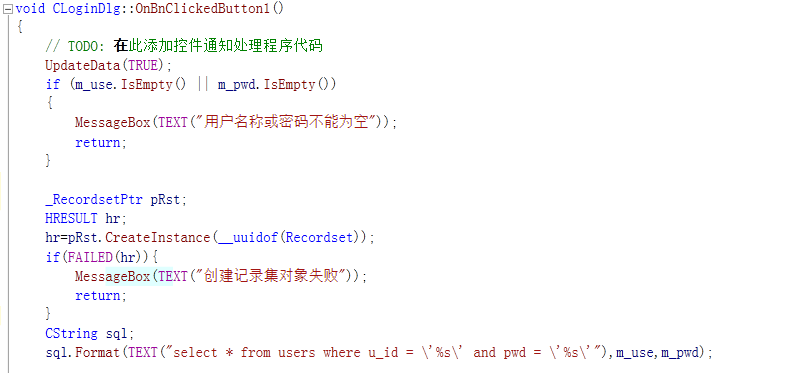 void CLoginDlg::OnBnClickedButton1()
{
// TODO: 在此添加控件通知处理程序代码
UpdateData(TRUE);
if (m_use.IsEmpty() || m_pwd.IsEmpty())
{
MessageBox(TEXT("用户名称或密码不能为空"));
return;
}
_RecordsetPtr pRst;
HRESULT hr;
hr=pRst.CreateInstance(__uuidof(Recordset));
if(FAILED(hr)){
MessageBox(TEXT("创建记录集对象失败"));
return;
}
CString sql;
sql.Format(TEXT("select * from users where u_id = \'%s\' and pwd = \'%s\'"),m_use,m_pwd);